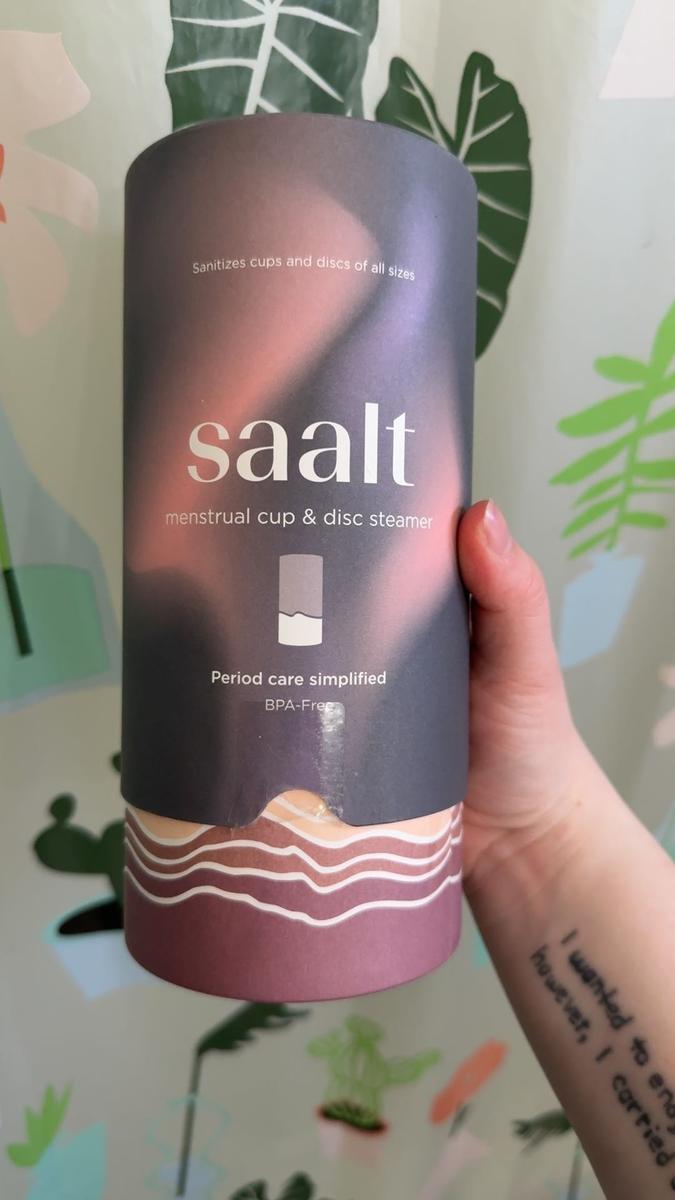 Sanitizes cups and discs of all sizes
saalt
menstrual cup & disc steamer
Period care simplified
BPA-Free
I wanted to
however, I carried